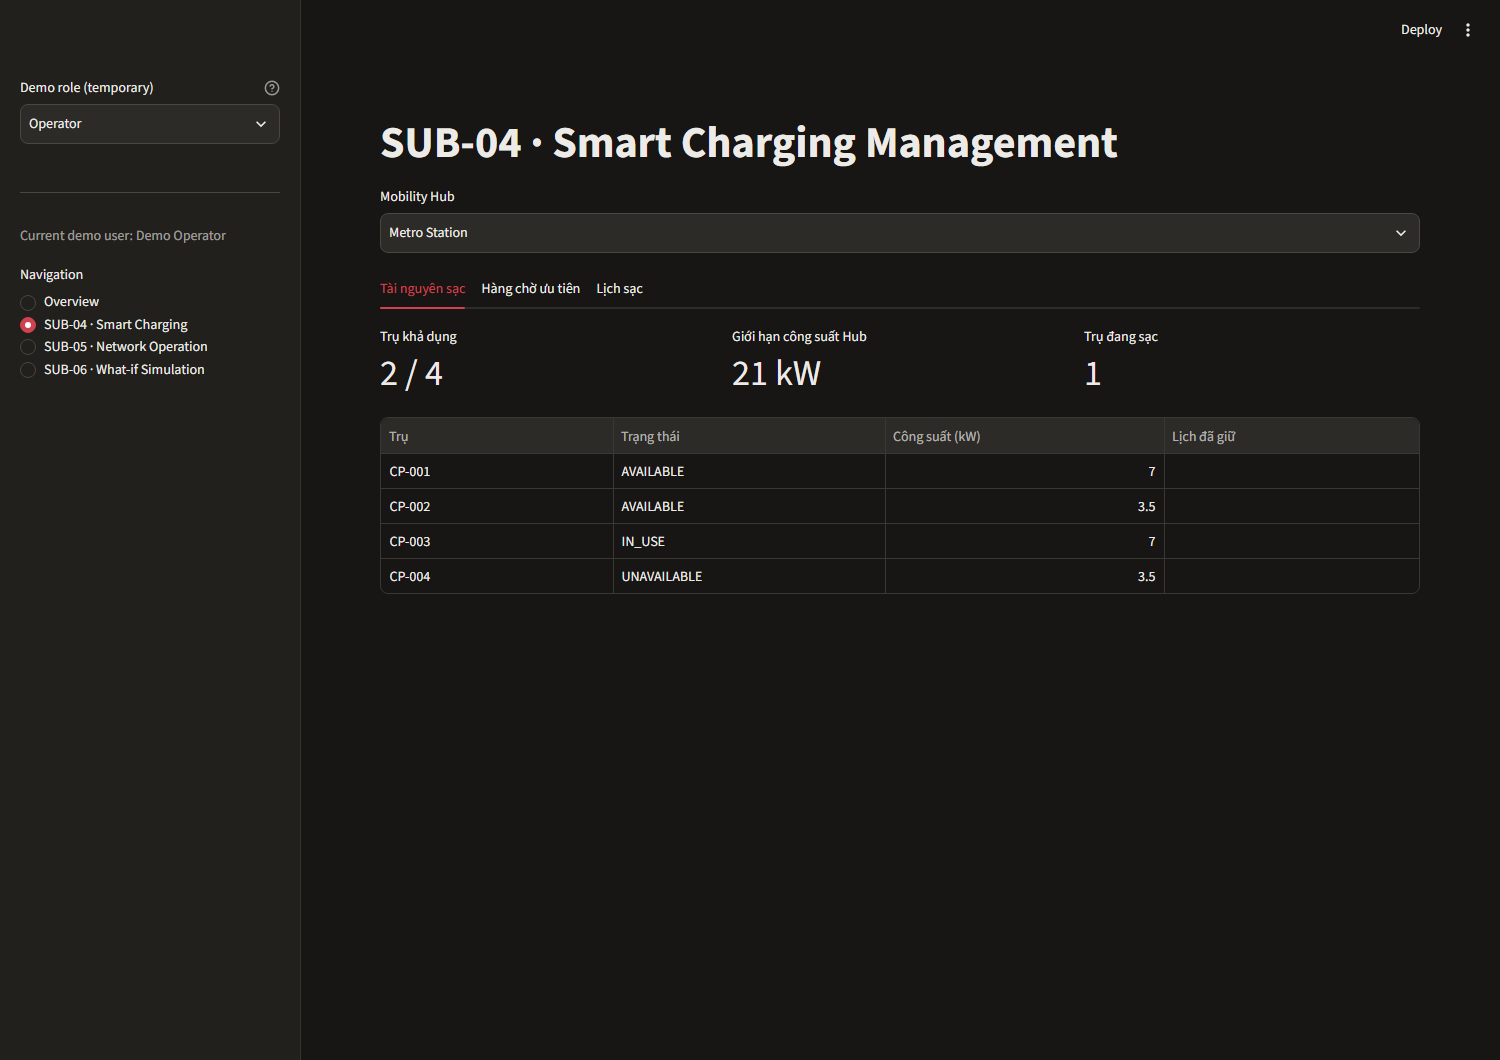 Deploy
Demo role (temporary)
Operator
Current demo user: Demo Operator
Navigation
Overview
SUB-04 · Smart Charging
SUB-05 · Network Operation
SUB-06 · What-if Simulation
SUB-04 · Smart Charging Management
Mobility Hub
Metro Station
Tài nguyên sạc Hàng chờ ưu tiên Lịch sạc
Trụ khả dụng Giới hạn công suất Hub Trụ đang sạc
2 / 4 21 kW 1
Trụ Trạng thái Công suất (kW) Lịch đã giữ
CP-001 AVAILABLE 7
CP-002 AVAILABLE 3.5
CP-003 IN_USE 7
CP-004 UNAVAILABLE 3.5